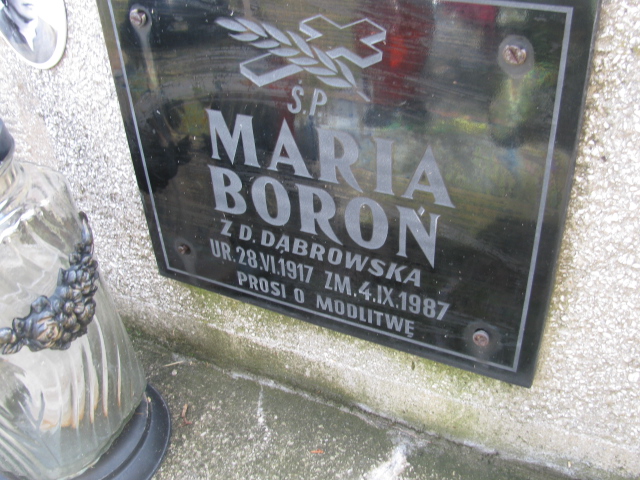 Ś.P
MARIA
BOROŃ
Z D. DĄBROWSKA
UR.28.VI.1917 ZM.4.IX.1987
PROSI O MODLITWĘ